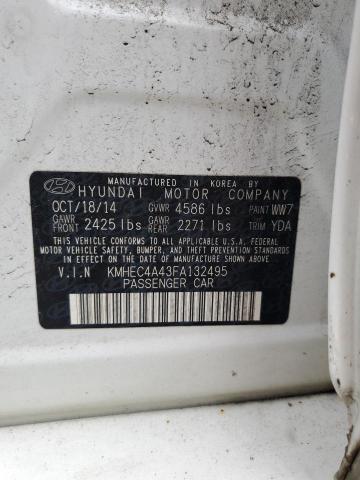 MANUFACTURED IN KOREA BY
HYUNDAI MOTOR COMPANY
OCT/18/14 GVWR 4586 lbs PAINT WW7
GAWR FRONT 2425 lbs GAWR REAR 2271 lbs TRIM YDA
THIS VEHICLE CONFORMS TO ALL APPLICABLE U.S.A. FEDERAL
MOTOR VEHICLE SAFETY, BUMPER, AND THEFT PREVENTION
STANDARDS IN EFFECT ON THE DATE OF MANUFACTURE
SHOWN ABOVE.
V.I.N KMHEC4A43FA132495
PASSENGER CAR